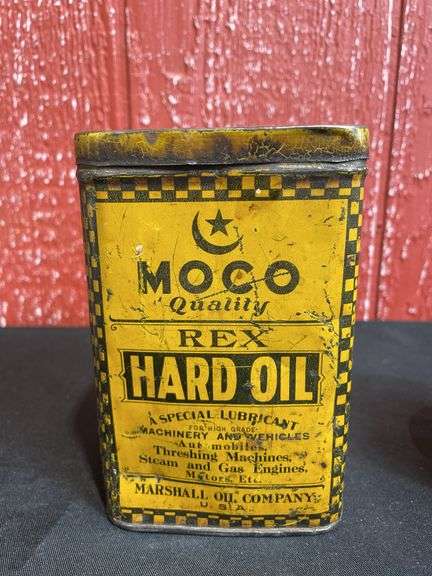 MOCO
Quality
REX
HARD OIL
A SPECIAL LUBRICANT
FOR HIGH GRADE
MACHINERY AND VEHICLES
Automobiles,
Threshing Machines,
Steam and Gas Engines,
Motors, Etc.
MARSHALL OIL COMPANY
U.S.A.